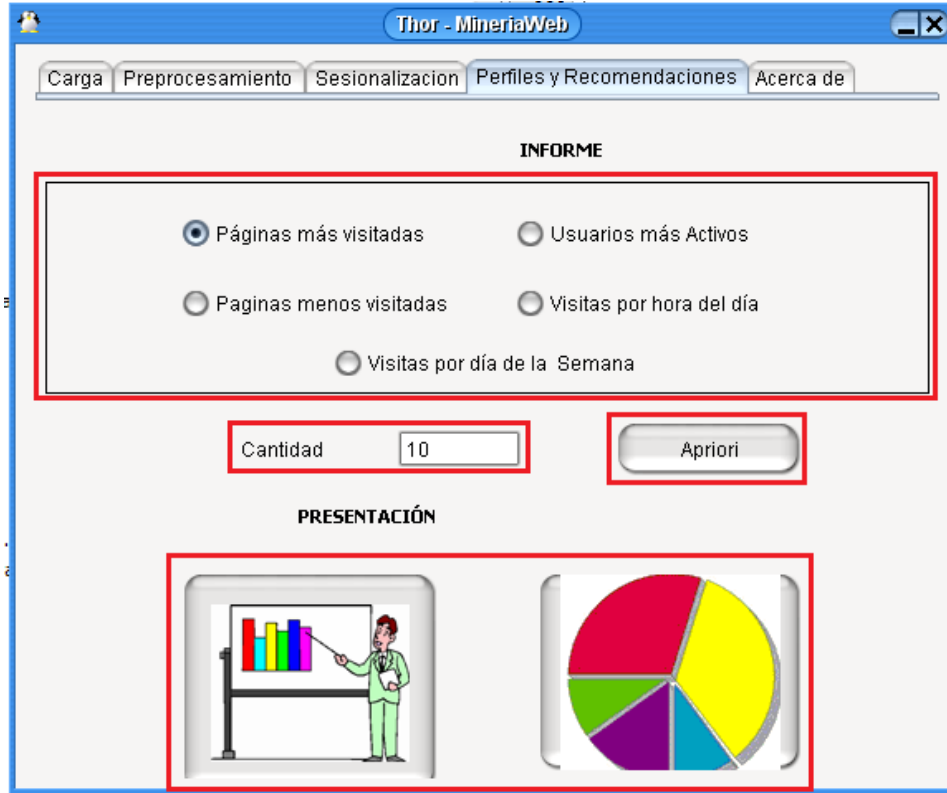 Thor - MineriaWeb
Carga Preprocesamiento Sesionalizacion Perfiles y Recomendaciones Acerca de
INFORME
Páginas más visitadas Usuarios más Activos
Paginas menos visitadas Visitas por hora del día
Visitas por día de la Semana
Cantidad 10 Apriori
PRESENTACIÓN